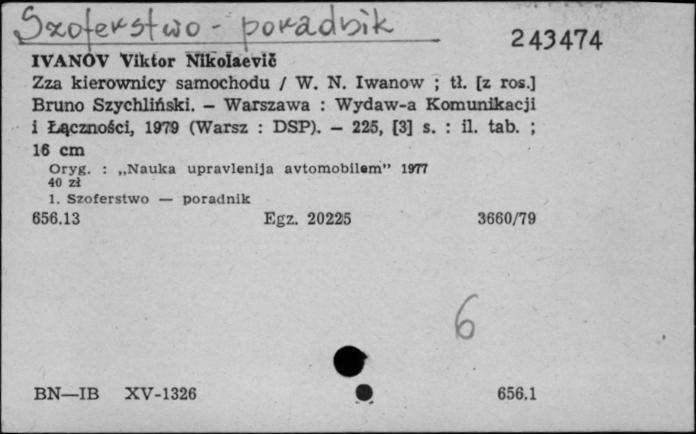 Szoferstwo - poradnik
243474
IVANOV Viktor Nikolaevič
Zza kierownicy samochodu / W. N. Iwanow ; tł. [z ros.]
Bruno Szychliński. — Warszawa : Wydaw-a Komunikacji
i Łączności, 1979 (Warsz : DSP). — 225, [3] s. : il. tab. ;
16 cm
Oryg. : „Nauka upravlenija avtomobilem” 1977
40 zł
1. Szoferstwo — poradnik
656.13 Egz. 20225 3660/79
6
BN—IB XV-1326 656.1